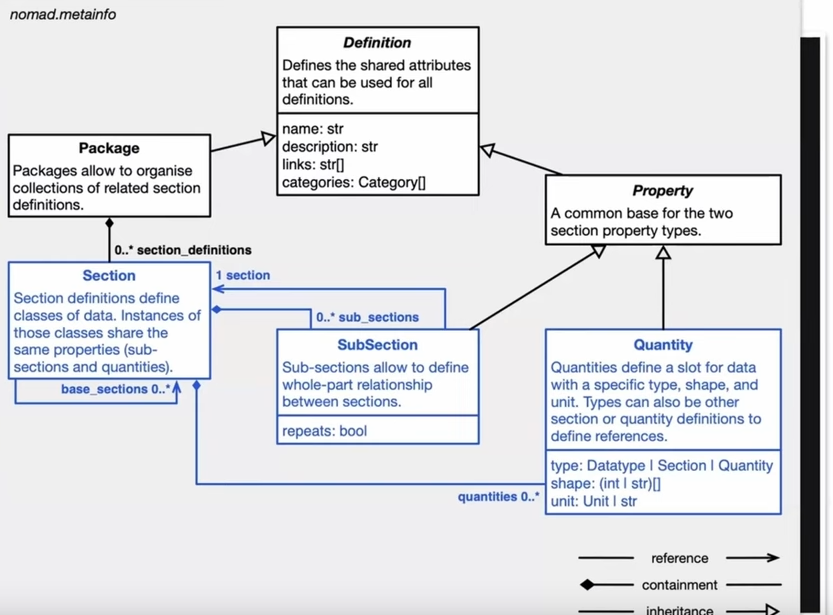 nomad.metainfo
Definition
Defines the shared attributes
that can be used for all
definitions.
name: str
description: str
links: str[]
categories: Category[]
Package
Packages allow to organise
collections of related section
definitions.
Property
A common base for the two
section property types.
0..* section_definitions
Section
Section definitions define
classes of data. Instances of
those classes share the
same properties (sub-
sections and quantities).
1 section
0..* sub_sections
base_sections 0..*
SubSection
Sub-sections allow to define
whole-part relationship
between sections.
repeats: bool
Quantity
Quantities define a slot for data
with a specific type, shape, and
unit. Types can also be other
section or quantity definitions to
define references.
type: Datatype | Section | Quantity
shape: (int | str)[]
unit: Unit | str
quantities 0..*
reference
containment
inheritance